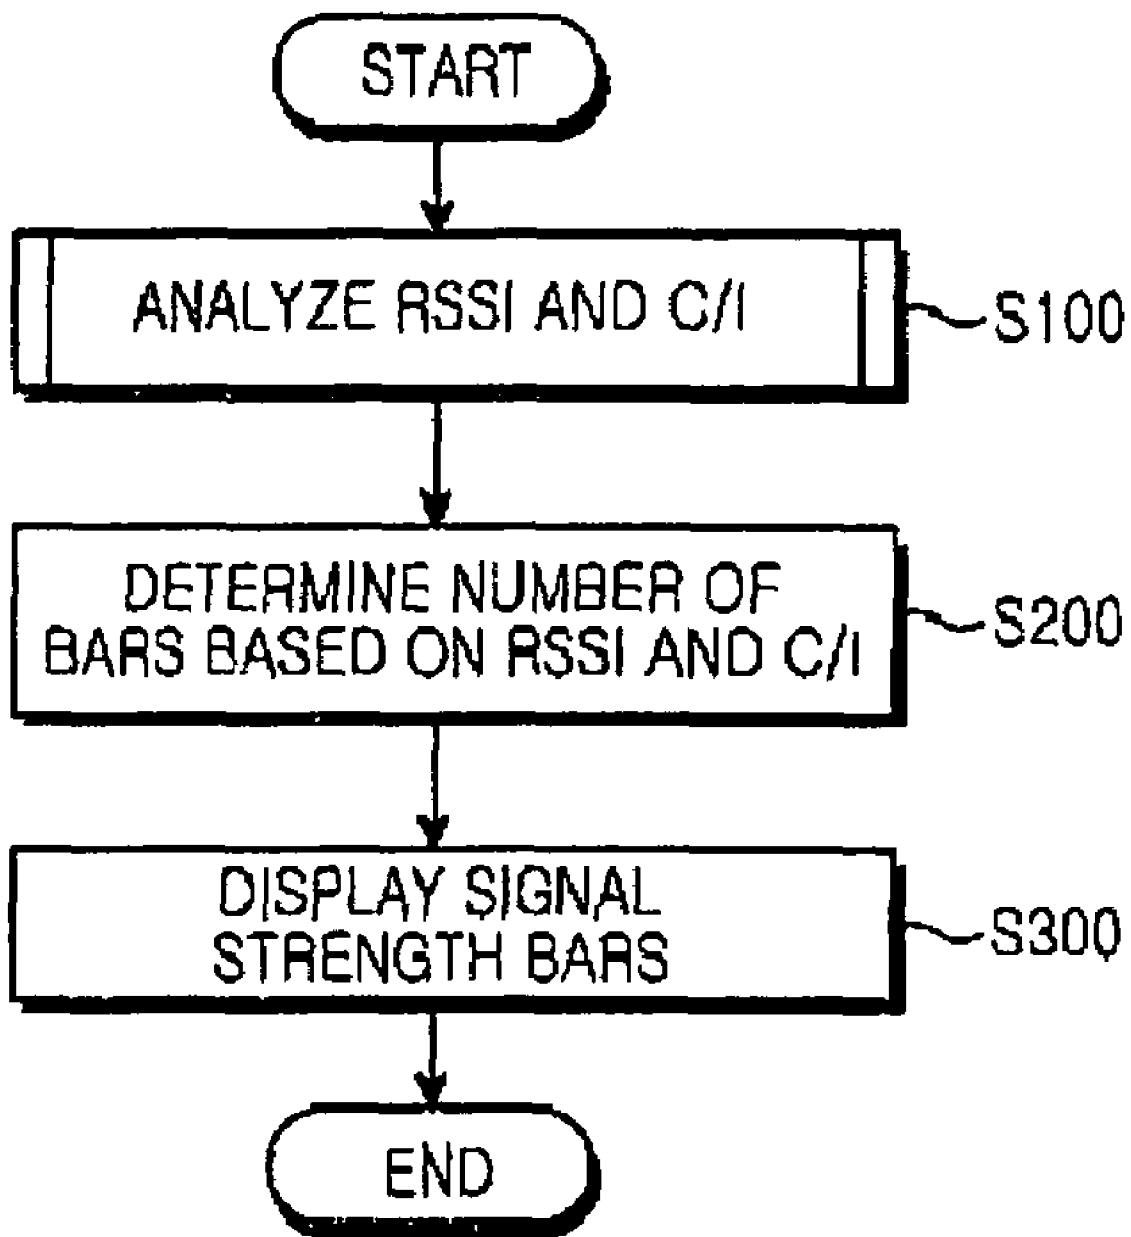 START
ANALYZE RSSI AND C/I
S100
DETERMINE NUMBER OF
BARS BASED ON RSSI AND C/I
S200
DISPLAY SIGNAL
STRENGTH BARS
S300
END